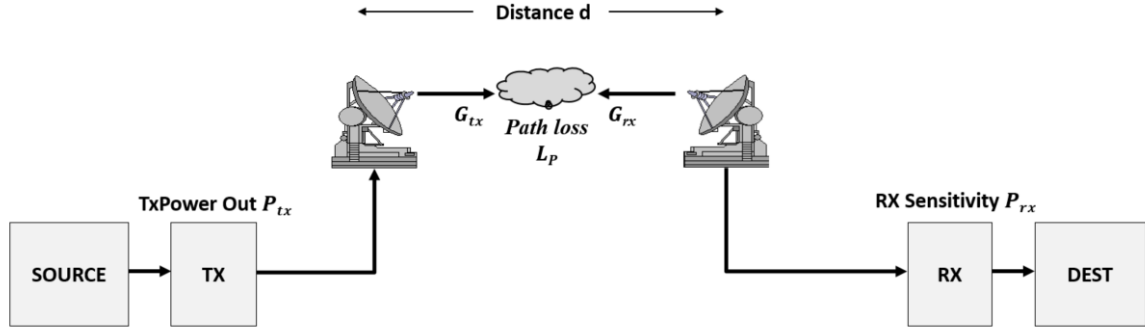 Distance d
G_tx
G_rx
Path loss
L_P
TxPower Out P_tx
RX Sensitivity P_rx
SOURCE
TX
RX
DEST